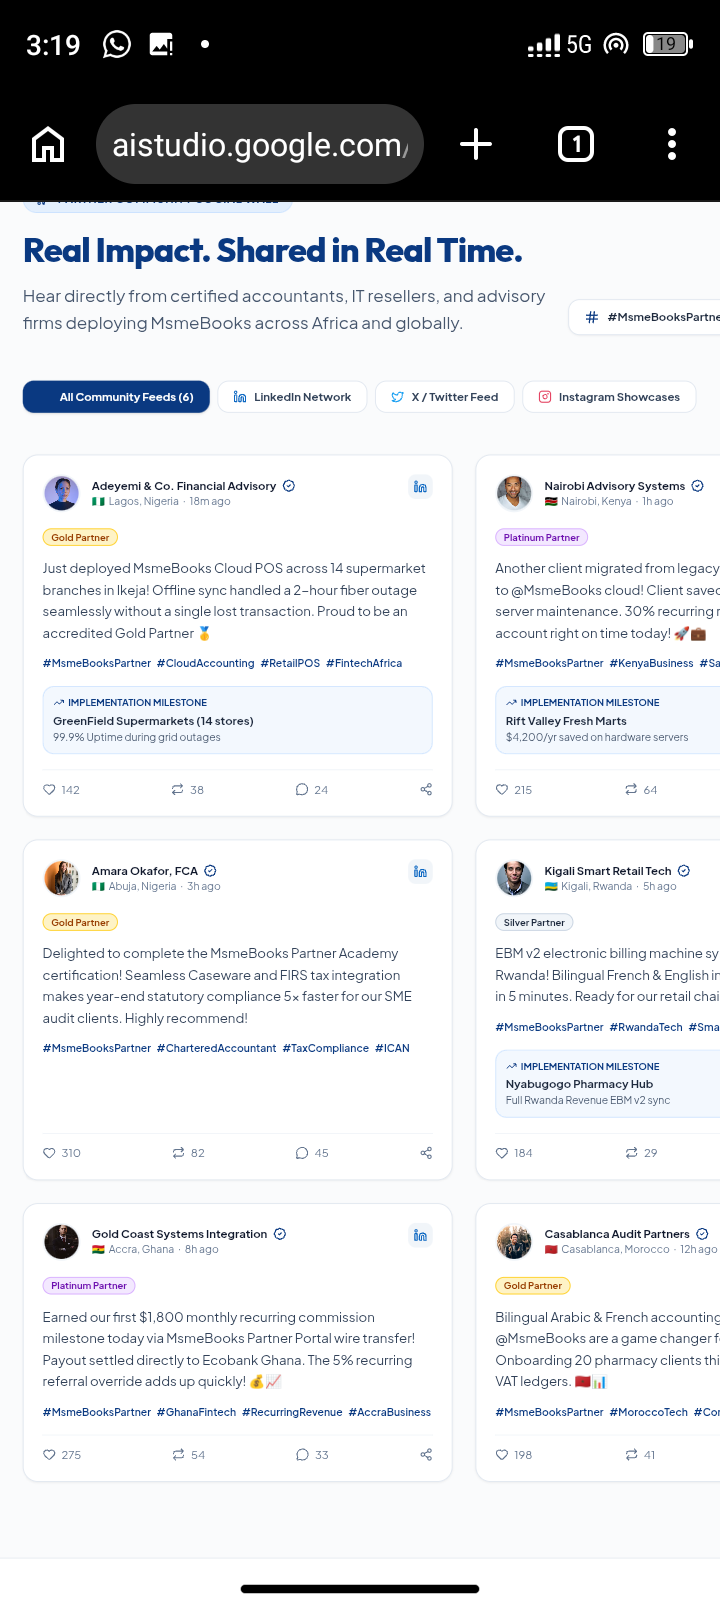 3:19
5G
19
aistudio.google.com/
1
Real Impact. Shared in Real Time.
Hear directly from certified accountants, IT resellers, and advisory
firms deploying MsmeBooks across Africa and globally.
#MsmeBooksPartne
All Community Feeds (6)
LinkedIn Network
X / Twitter Feed
Instagram Showcases
Adeyemi & Co. Financial Advisory
Lagos, Nigeria · 18m ago
Gold Partner
Just deployed MsmeBooks Cloud POS across 14 supermarket
branches in Ikeja! Offline sync handled a 2-hour fiber outage
seamlessly without a single lost transaction. Proud to be an
accredited Gold Partner 🥇
#MsmeBooksPartner #CloudAccounting #RetailPOS #FintechAfrica
IMPLEMENTATION MILESTONE
GreenField Supermarkets (14 stores)
99.9% Uptime during grid outages
142 38 24
Nairobi Advisory Systems
Nairobi, Kenya · 1h ago
Platinum Partner
Another client migrated from legacy
to @MsmeBooks cloud! Client saved
server maintenance. 30% recurring r
account right on time today! 🚀💼
#MsmeBooksPartner #KenyaBusiness #Sa
IMPLEMENTATION MILESTONE
Rift Valley Fresh Marts
$4,200/yr saved on hardware servers
215 64
Amara Okafor, FCA
Abuja, Nigeria · 3h ago
Gold Partner
Delighted to complete the MsmeBooks Partner Academy
certification! Seamless Caseware and FIRS tax integration
makes year-end statutory compliance 5x faster for our SME
audit clients. Highly recommend!
#MsmeBooksPartner #CharteredAccountant #TaxCompliance #ICAN
310 82 45
Kigali Smart Retail Tech
Kigali, Rwanda · 5h ago
Silver Partner
EBM v2 electronic billing machine sy
Rwanda! Bilingual French & English in
in 5 minutes. Ready for our retail chai
#MsmeBooksPartner #RwandaTech #Sma
IMPLEMENTATION MILESTONE
Nyabugogo Pharmacy Hub
Full Rwanda Revenue EBM v2 sync
184 29
Gold Coast Systems Integration
Accra, Ghana · 8h ago
Platinum Partner
Earned our first $1,800 monthly recurring commission
milestone today via MsmeBooks Partner Portal wire transfer!
Payout settled directly to Ecobank Ghana. The 5% recurring
referral override adds up quickly! 💰📈
#MsmeBooksPartner #GhanaFintech #RecurringRevenue #AccraBusiness
275 54 33
Casablanca Audit Partners
Casablanca, Morocco · 12h ago
Gold Partner
Bilingual Arabic & French accounting
@MsmeBooks are a game changer f
Onboarding 20 pharmacy clients thi
VAT ledgers. 🇲🇦📊
#MsmeBooksPartner #MoroccoTech #Co
198 41